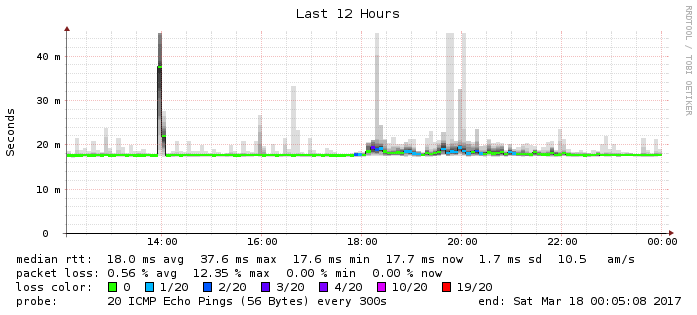 Last 12 Hours
RRDTOOL / TOBI OETIKER
Seconds
40 m
30 m
20 m
10 m
0
14:00 16:00 18:00 20:00 22:00 00:00
median rtt: 18.0 ms avg 37.6 ms max 17.6 ms min 17.7 ms now 1.7 ms sd 10.5 am/s
packet loss: 0.56 % avg 12.35 % max 0.00 % min 0.00 % now
loss color: 0 1/20 2/20 3/20 4/20 10/20 19/20
probe: 20 ICMP Echo Pings (56 Bytes) every 300s end: Sat Mar 18 00:05:08 2017